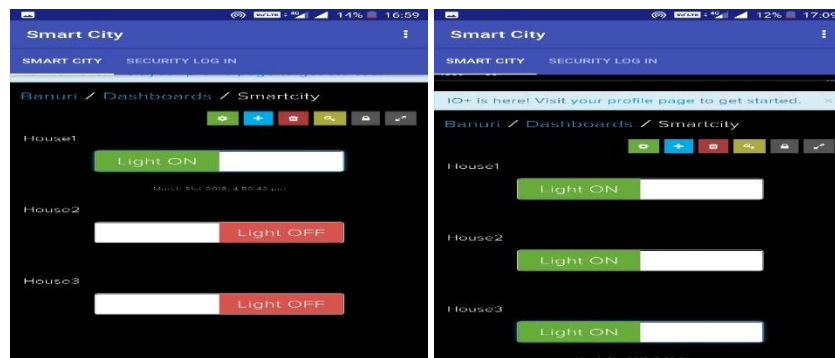 14% 16:59
Smart City
SMART CITY SECURITY LOG IN
Banuri / Dashboards / Smartcity
House1
Light ON
March 31st 2018, 4:59:43 pm
House2
Light OFF
House3
Light OFF
12% 17:09
Smart City
SMART CITY SECURITY LOG IN
IO+ is here! Visit your profile page to get started. ×
Banuri / Dashboards / Smartcity
House1
Light ON
House2
Light ON
House3
Light ON